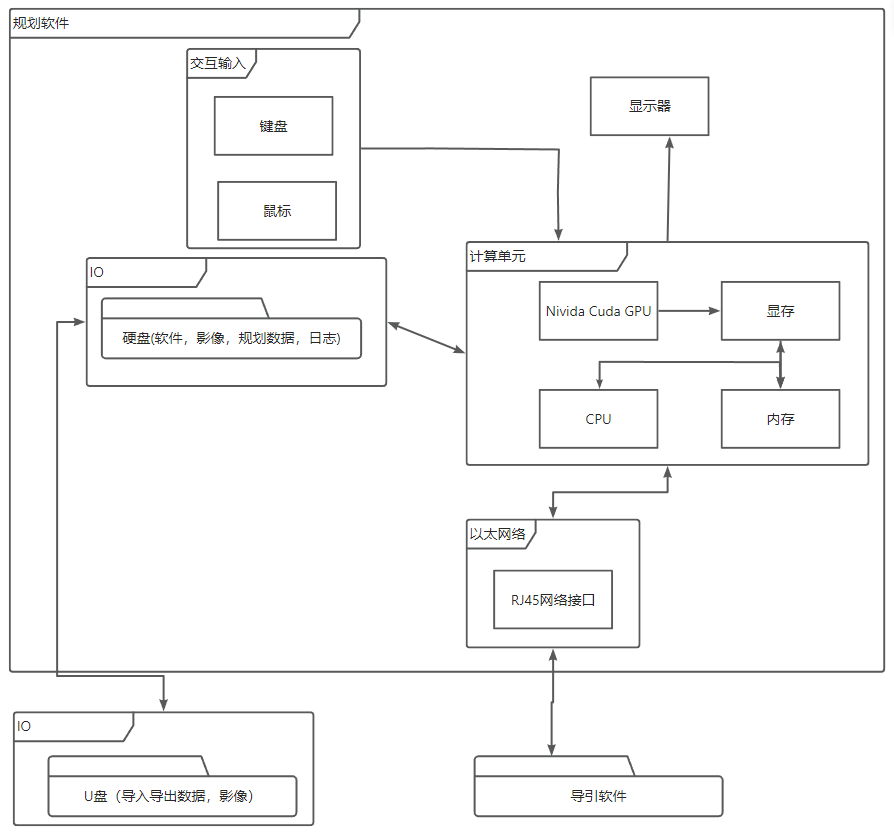 规划软件
交互输入
键盘
鼠标
显示器
IO
硬盘(软件，影像，规划数据，日志)
计算单元
Nivida Cuda GPU
显存
CPU
内存
以太网络
RJ45网络接口
IO
U盘（导入导出数据，影像）
导引软件